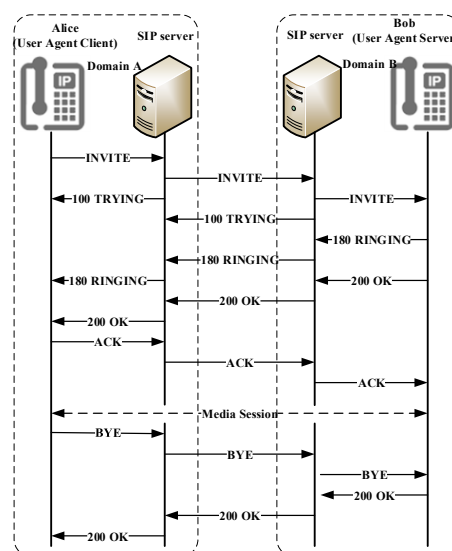 Alice
(User Agent Client)
SIP server
Domain A
IP
SIP server
Bob
(User Agent Server
Domain B
IP
INVITE
INVITE
100 TRYING
INVITE
100 TRYING
180 RINGING
180 RINGING
180 RINGING
200 OK
200 OK
200 OK
ACK
ACK
ACK
Media Session
BYE
BYE
BYE
200 OK
200 OK
200 OK